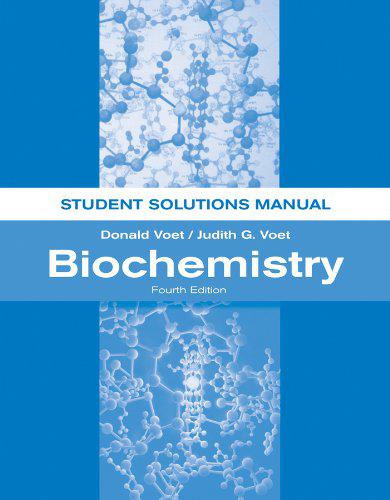 STUDENT SOLUTIONS MANUAL
Donald Voet / Judith G. Voet
Biochemistry
Fourth Edition